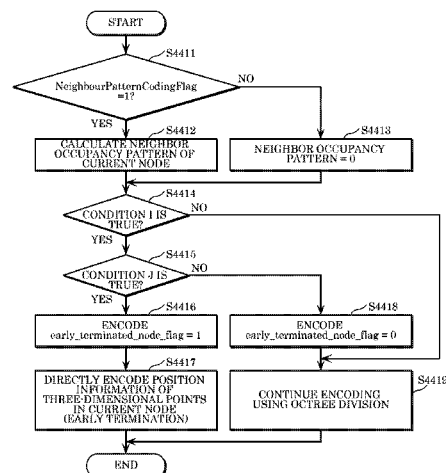 START
S4411
NeighbourPatternCodingFlag
=1?
NO
YES
S4412
CALCULATE NEIGHBOR
OCCUPANCY PATTERN OF
CURRENT NODE
S4413
NEIGHBOR OCCUPANCY
PATTERN = 0
S4414
CONDITION I IS
TRUE?
NO
YES
S4415
CONDITION J IS
TRUE?
NO
YES
S4416
ENCODE
early_terminated_node_flag = 1
S4418
ENCODE
early_terminated_node_flag = 0
S4417
DIRECTLY ENCODE POSITION
INFORMATION OF
THREE-DIMENSIONAL POINTS
IN CURRENT NODE
(EARLY TERMINATION)
CONTINUE ENCODING
USING OCTREE DIVISION
S4419
END